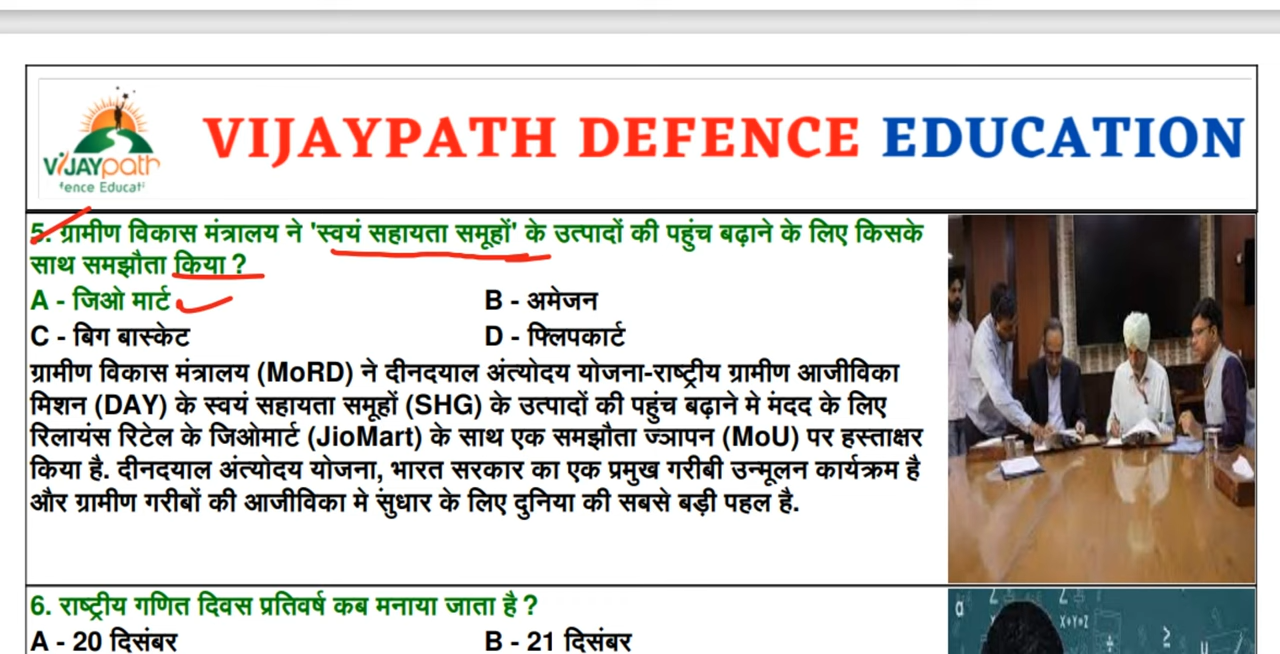 VIJAYPATH DEFENCE EDUCATION
VIJAYpath
ence Educati
5. ग्रामीण विकास मंत्रालय ने 'स्वयं सहायता समूहों' के उत्पादों की पहुंच बढ़ाने के लिए किसके
साथ समझौता किया ?
A - जिओ मार्ट
B - अमेजन
C - बिग बास्केट
D - फ्लिपकार्ट
ग्रामीण विकास मंत्रालय (MoRD) ने दीनदयाल अंत्योदय योजना-राष्ट्रीय ग्रामीण आजीविका
मिशन (DAY) के स्वयं सहायता समूहों (SHG) के उत्पादों की पहुंच बढ़ाने मे मंदद के लिए
रिलायंस रिटेल के जिओमार्ट (JioMart) के साथ एक समझौता ज्ञापन (MoU) पर हस्ताक्षर
किया है. दीनदयाल अंत्योदय योजना, भारत सरकार का एक प्रमुख गरीबी उन्मूलन कार्यक्रम है
और ग्रामीण गरीबों की आजीविका मे सुंधार के लिए दुनिया की सबसे बड़ी पहल है.
6. राष्ट्रीय गणित दिवस प्रतिवर्ष कब मनाया जाता है ?
A - 20 दिसंबर
B - 21 दिसंबर
X+Y=Z